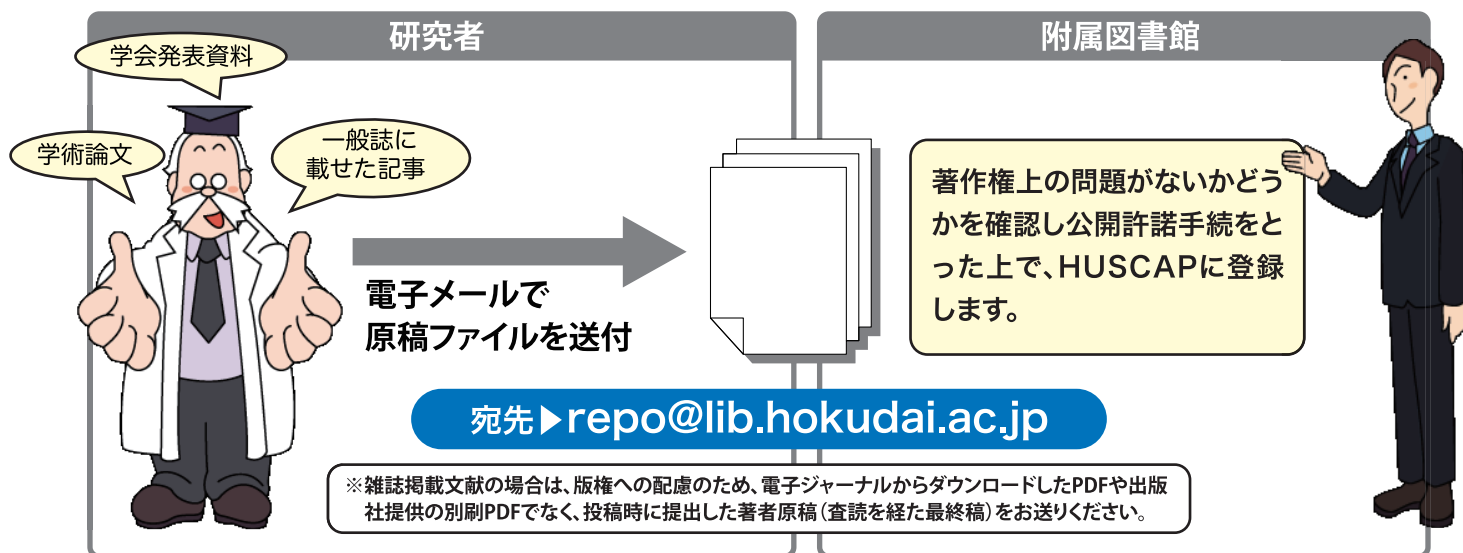 研究者
附属図書館
学会発表資料
学術論文
一般誌に
載せた記事
電子メールで
原稿ファイルを送付
著作権上の問題がないかどう
かを確認し公開許諾手続をと
った上で、HUSCAPに登録
します。
宛先▶repo@lib.hokudai.ac.jp
※雑誌掲載文献の場合は、版権への配慮のため、電子ジャーナルからダウンロードしたPDFや出版
社提供の別刷PDFでなく、投稿時に提出した著者原稿(査読を経た最終稿)をお送りください。